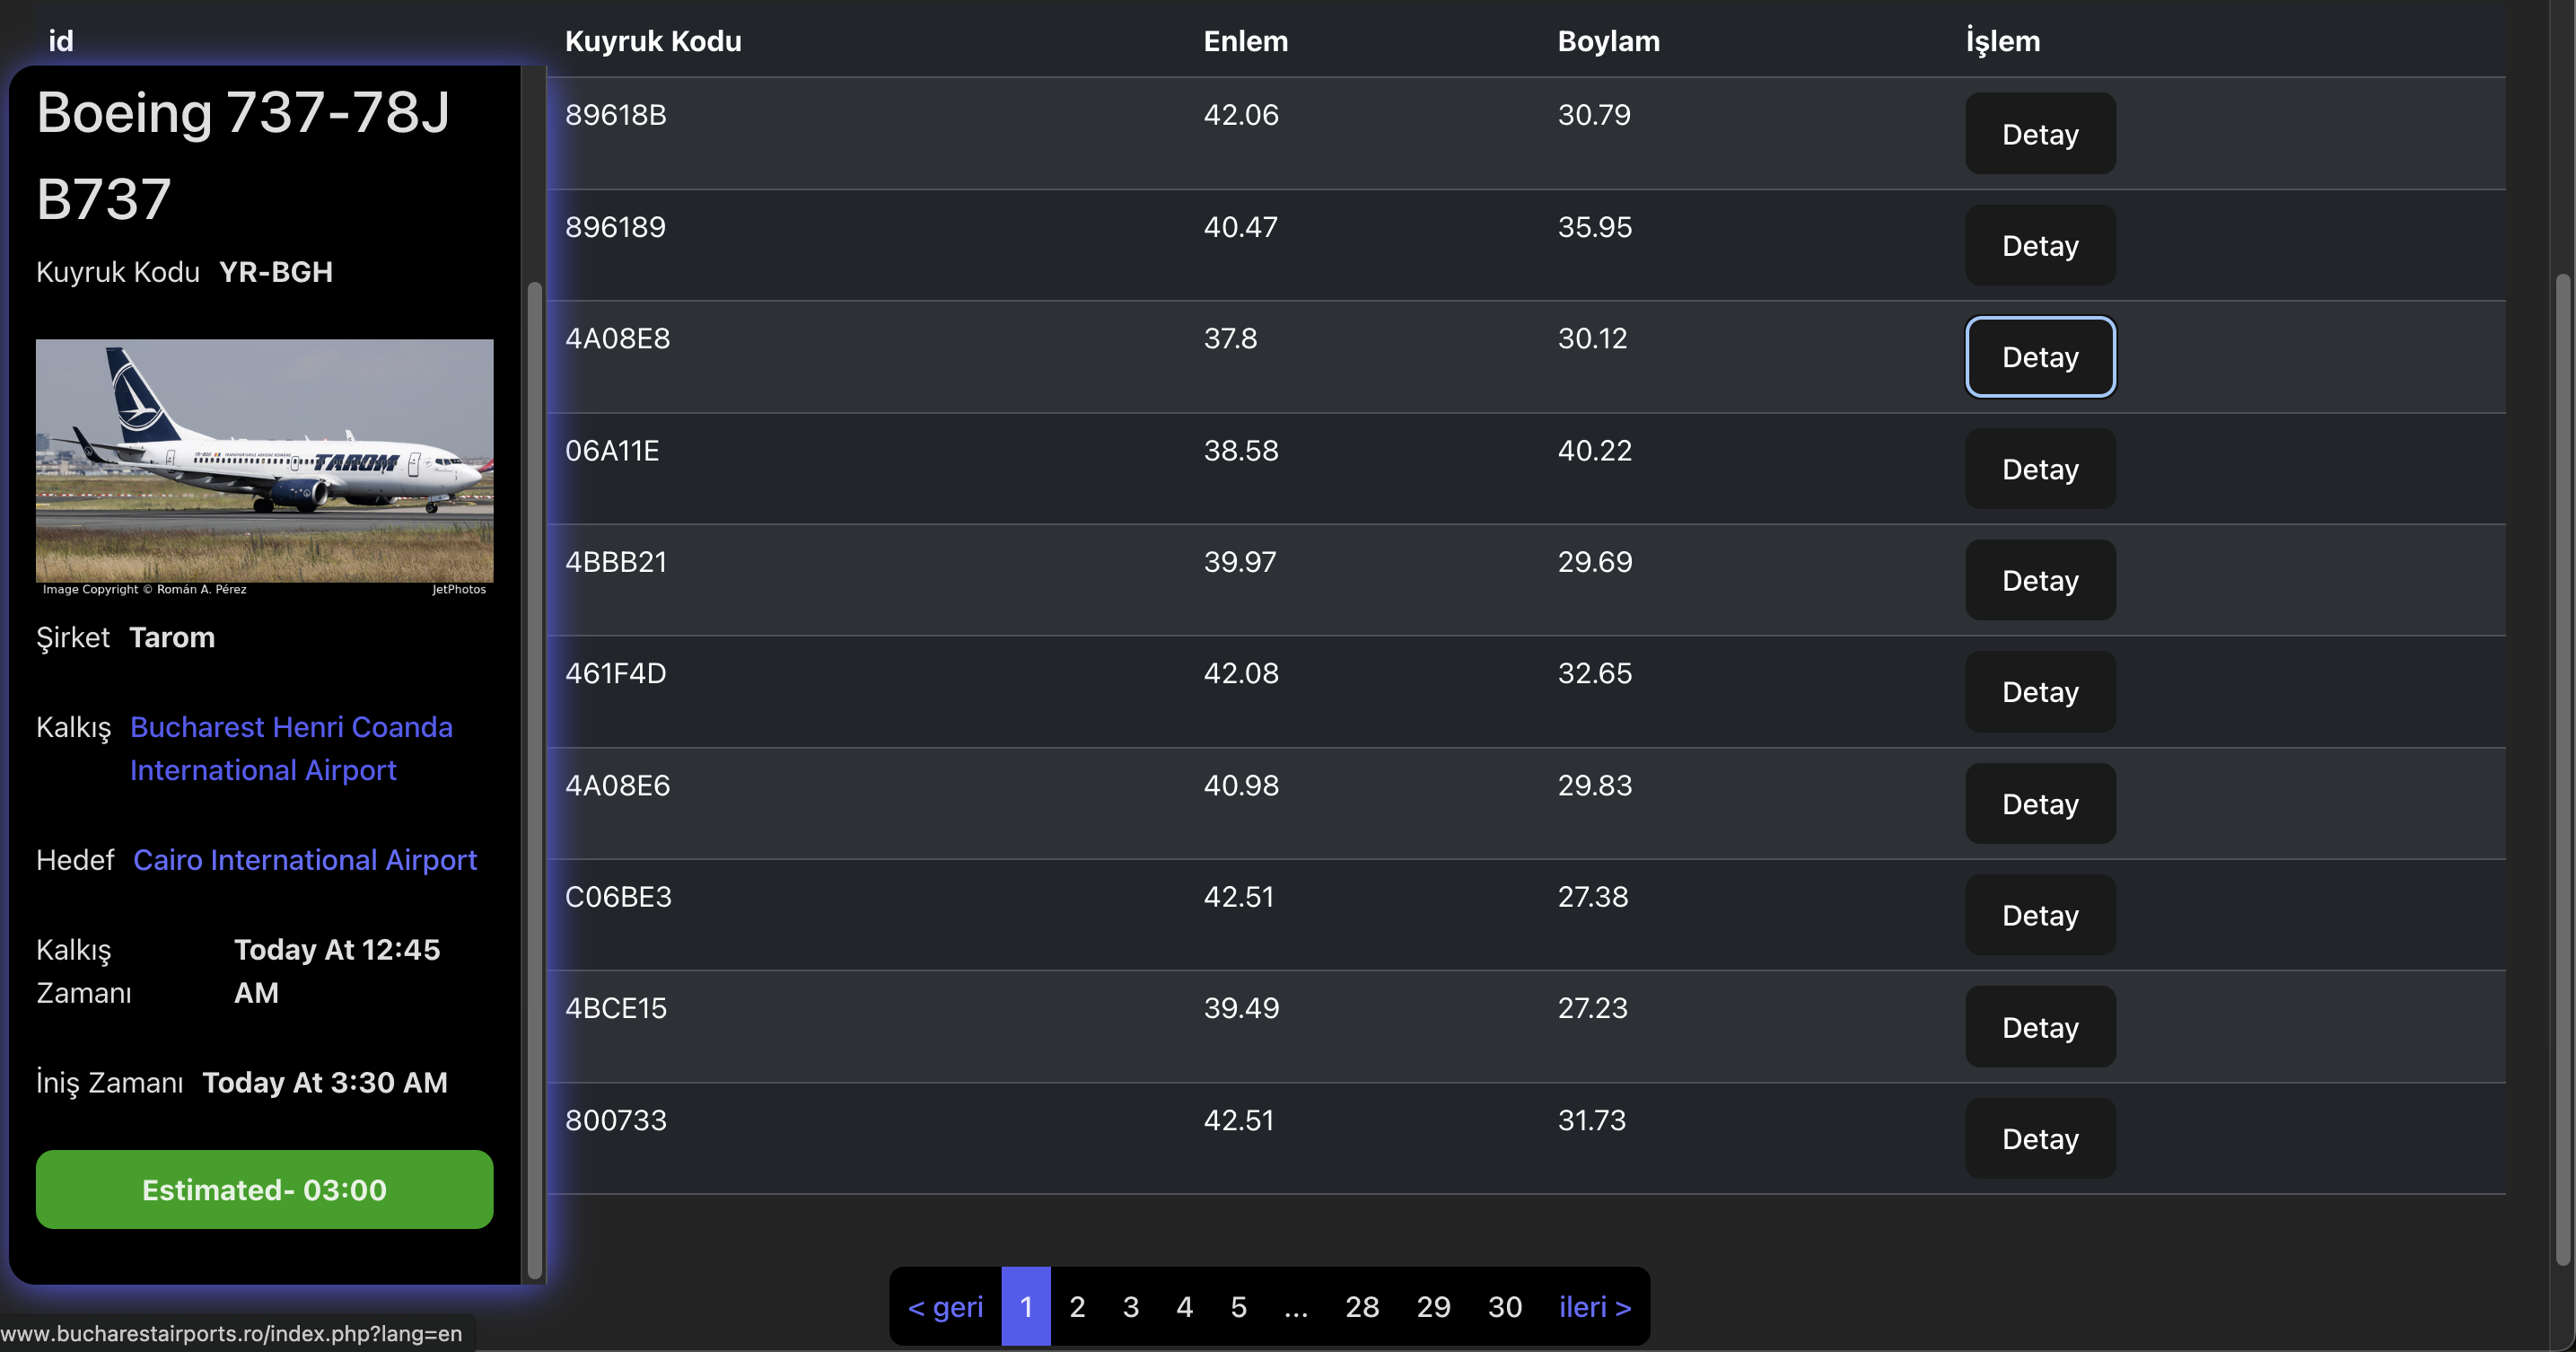 id Kuyruk Kodu Enlem Boylam İşlem
Boeing 737-78J
B737
Kuyruk Kodu YR-BGH
TAROM
Image Copyright © Román A. Pérez JetPhotos
Şirket Tarom
Kalkış Bucharest Henri Coanda
International Airport
Hedef Cairo International Airport
Kalkış Zamanı Today At 12:45 AM
İniş Zamanı Today At 3:30 AM
Estimated- 03:00
89618B 42.06 30.79 Detay
896189 40.47 35.95 Detay
4A08E8 37.8 30.12 Detay
06A11E 38.58 40.22 Detay
4BBB21 39.97 29.69 Detay
461F4D 42.08 32.65 Detay
4A08E6 40.98 29.83 Detay
C06BE3 42.51 27.38 Detay
4BCE15 39.49 27.23 Detay
800733 42.51 31.73 Detay
< geri 1 2 3 4 5 ... 28 29 30 ileri >
www.bucharestairports.ro/index.php?lang=en